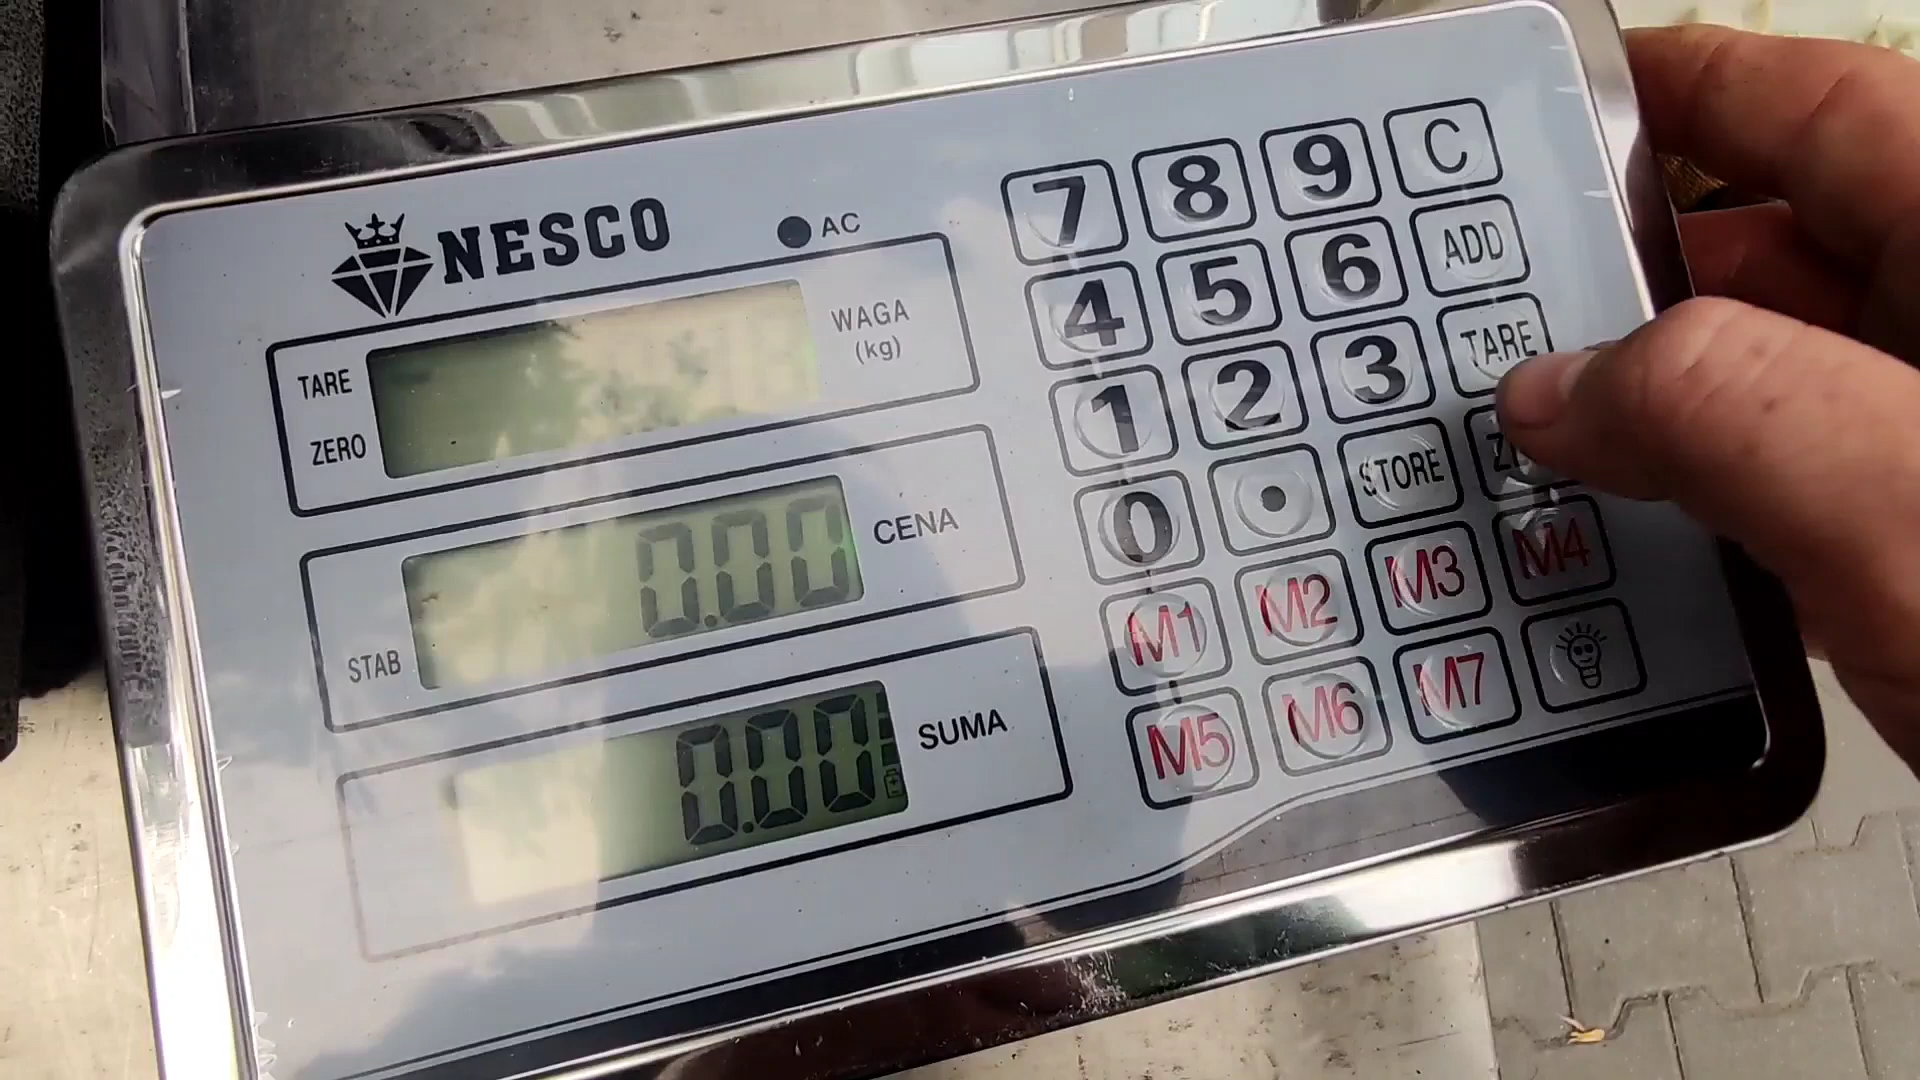 NESCO
AC
TARE
ZERO
WAGA
(kg)
0.00
CENA
STAB
0.00
SUMA
7 8 9 C
4 5 6 ADD
1 2 3 TARE
0 . STORE
M1 M2 M3 M4
M5 M6 M7